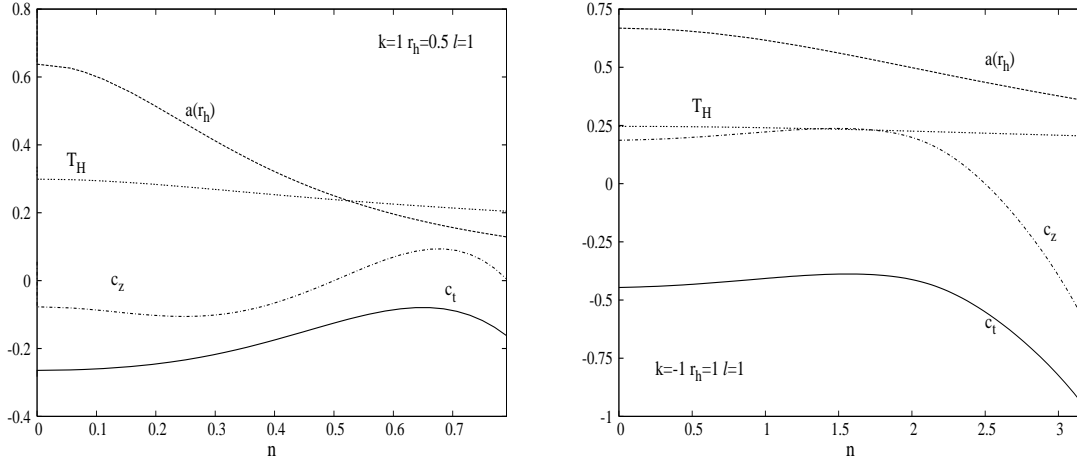 0.8
0.6
0.4
0.2
0
-0.2
-0.4
0
0.1
0.2
0.3
0.4
0.5
0.6
0.7
n
k=1 r_h=0.5 l=1
a(r_h)
T_H
c_z
c_t
0.75
0.5
0.25
0
-0.25
-0.5
-0.75
-1
0
0.5
1
1.5
2
2.5
3
n
a(r_h)
T_H
c_z
c_t
k=-1 r_h=1 l=1